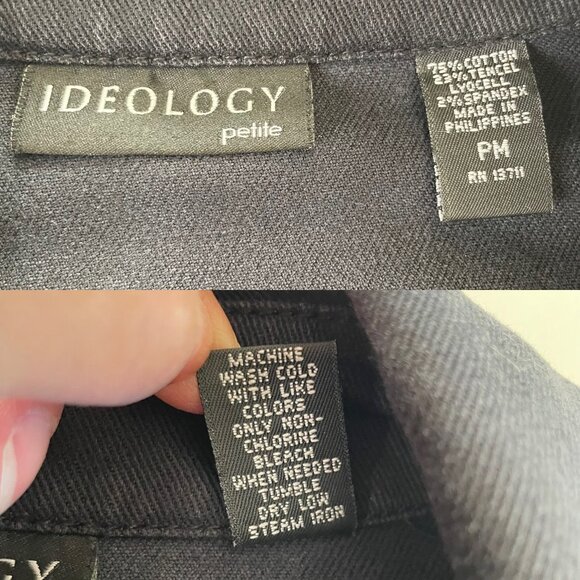 IDEOLOGY
petite
75% COTTON
23% TENCEL
LYOCELL
2% SPANDEX
MADE IN
PHILIPPINES
PM
RN 13711
MACHINE
WASH COLD
WITH LIKE
COLORS
ONLY NON-
CHLORINE
BLEACH
WHEN NEEDED
TUMBLE
DRY LOW
STEAM IRON
GY